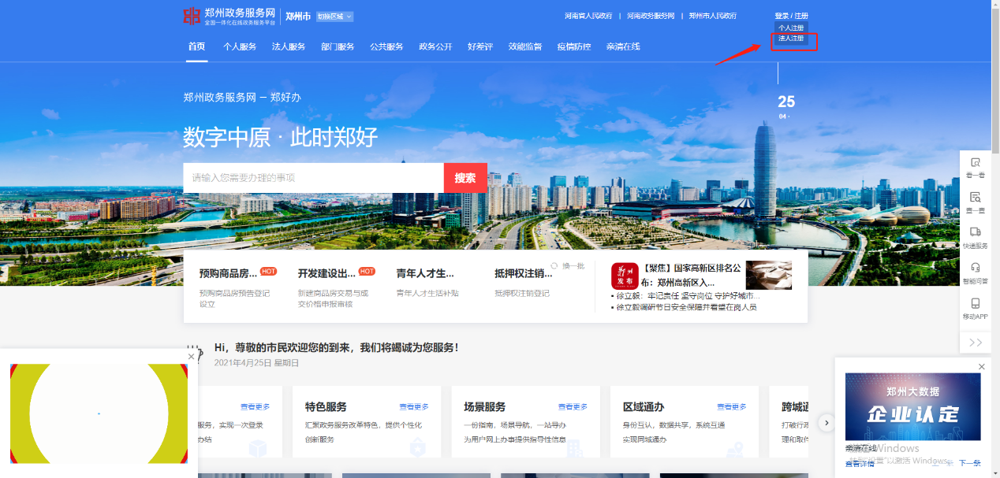 郑州政务服务网
全国一体化在线政务服务平台
郑州市
切换区域
河南省人民政府 | 河南政务服务网 | 郑州市人民政府
登录 / 注册
个人注册
法人注册
首页 个人服务 法人服务 部门服务 公共服务 政务公开 好差评 效能监督 疫情防控 亲清在线
25
04 ·
郑州政务服务网 — 郑好办
数字中原 · 此时郑好
请输入您需要办理的事项
搜索
看一看
查一查
快递服务
智能问答
移动APP
换一批
预购商品房... HOT
预购商品房预告登记设立
开发建设出... HOT
新建商品房交易与成交价格申报审核
青年人才生...
青年人才生活补贴
抵押权注销...
抵押权注销登记
郑州发布
【聚焦】国家高新区排名公
布：郑州高新区入...
• 徐立毅：牢记责任 坚守岗位 守护好城市...
• 徐立毅调研节日安全保障并看望在岗人员
Hi，尊敬的市民欢迎您的到来，我们将竭诚为您服务！
2021年4月25日 星期日
查看更多
服务，实现一次登录
办结
特色服务 查看更多
汇聚政务服务改革特色，提供个性化
创新服务
场景服务 查看更多
一份指南，场景导航，一站导办
为用户网上办事提供指导性信息
区域通办 查看更多
身份互认，数据共享，系统互通
实现同城通办
跨城通
打破行政
理和取件
郑州大数据
企业认定
亲清在线
查看详情
上一条 下一条
激活 Windows
转到"设置"以激活 Windows。